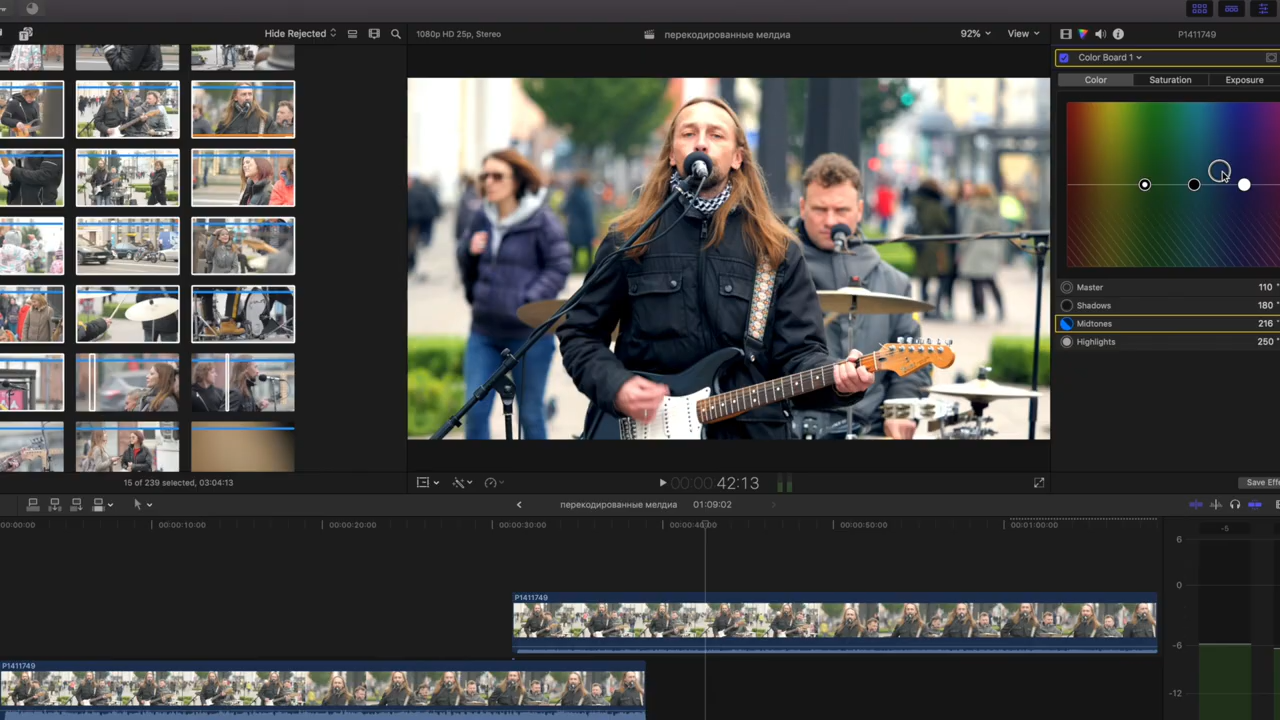 Hide Rejected
1080p HD 25p, Stereo
перекодированные мелдиа
92%
View
P1411749
Color Board 1
Color
Saturation
Exposure
Master
110 °
Shadows
180 °
Midtones
216 °
Highlights
250 °
15 of 239 selected, 03:04:13
00:00:00 42:13
Save Effe
перекодированные мелдиа
01:09:02
00:00:00
00:00:10:00
00:00:20:00
00:00:30:00
00:00:40:00
00:00:50:00
00:01:00:00
-5
6
0
-6
-12
P1411749
P1411749